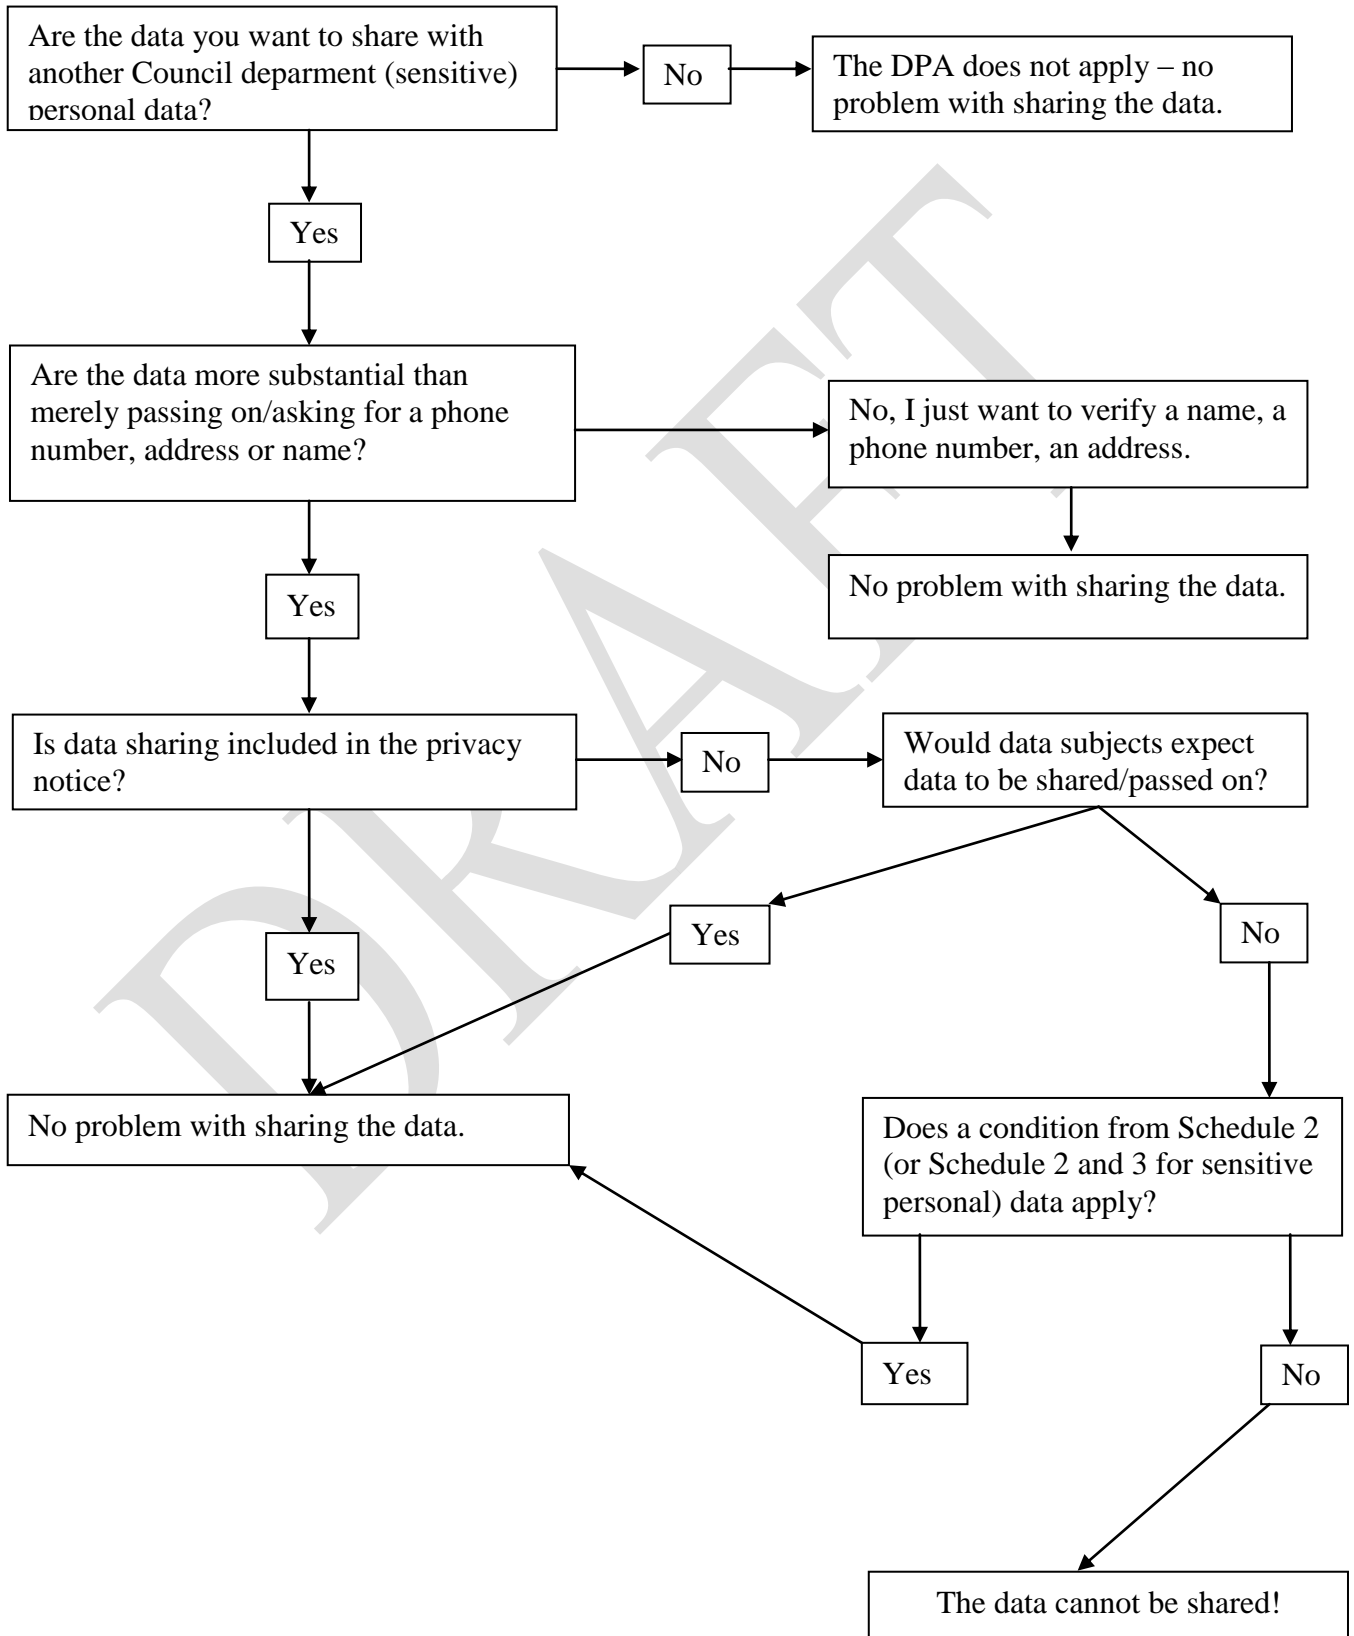 Are the data you want to share with
another Council deparment (sensitive)
personal data?
No
The DPA does not apply – no
problem with sharing the data.
Yes
Are the data more substantial than
merely passing on/asking for a phone
number, address or name?
No, I just want to verify a name, a
phone number, an address.
No problem with sharing the data.
Yes
Is data sharing included in the privacy
notice?
No
Would data subjects expect
data to be shared/passed on?
Yes
No
Yes
No problem with sharing the data.
Does a condition from Schedule 2
(or Schedule 2 and 3 for sensitive
personal) data apply?
Yes
No
The data cannot be shared!
DRAFT